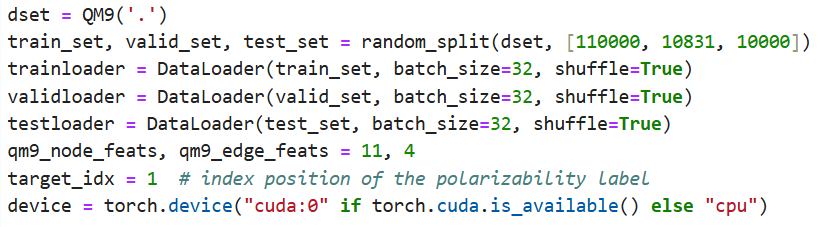 dset = QM9('.')
train_set, valid_set, test_set = random_split(dset, [110000, 10831, 10000])
trainloader = DataLoader(train_set, batch_size=32, shuffle=True)
validloader = DataLoader(valid_set, batch_size=32, shuffle=True)
testloader = DataLoader(test_set, batch_size=32, shuffle=True)
qm9_node_feats, qm9_edge_feats = 11, 4
target_idx = 1  # index position of the polarizability label
device = torch.device("cuda:0" if torch.cuda.is_available() else "cpu")